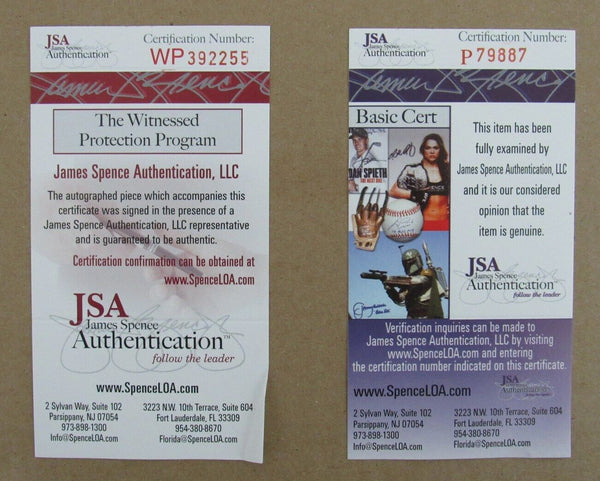 JSA
James Spence
Authentication™
Certification Number:
WP392255
The Witnessed
Protection Program
James Spence Authentication, LLC
The autographed piece which accompanies this
certificate was signed in the presence of a
James Spence Authentication, LLC representative
and is guaranteed to be authentic.
Certification confirmation can be obtained at
www.SpenceLOA.com
JSA
James Spence
Authentication™
follow the leader
www.SpenceLOA.com
2 Sylvan Way, Suite 102
Parsippany, NJ 07054
973-898-1300
Info@SpenceLOA.com
3223 N.W. 10th Terrace, Suite 604
Fort Lauderdale, FL 33309
954-380-8670
Florida@SpenceLOA.com
JSA
James Spence
Authentication™
Certification Number:
P79887
Basic Cert
DAN SPIETH
This item has been
fully examined by
James Spence Authentication, LLC
and it is our considered
opinion that the
item is genuine.
JSA
James Spence
Authentication™
follow the leader
Verification inquiries can be made to
James Spence Authentication, LLC by visiting
www.SpenceLOA.com and entering
the certification number indicated on this certificate.
www.SpenceLOA.com
JSA
Authentication
2 Sylvan Way, Suite 102
Parsippany, NJ 07054
973-898-1300
Info@SpenceLOA.com
3223 N.W. 10th Terrace, Suite 604
Fort Lauderdale, FL 33309
954-380-8670
Florida@SpenceLOA.com